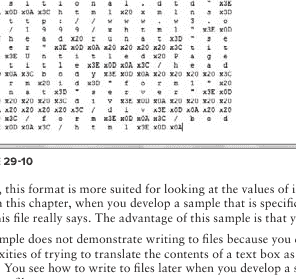 s i t i o n a l . d t d " x3E
x0D x0A x3C h t m l x20 x m l n s x3D
t t p : / / w w w . w 3 . o
/ 1 9 9 9 / x h t m l " x3E x0D
h e a d x20 r u n a t x3D " s e
e r " x3E x0D x0A x20 x20 x20 x20 x3C t i t
x3E U n t i t l e d x20 P a g e
t i t l e x3E x0D x0A x3C / h e a d
x0A x3C b o d y x3E x0D x0A x20 x20 x20 x20 x3C
r m x20 i d x3D " f o r m 1 " x20
n a t x3D " s e r v e r " x3E x0D
x20 x20 x20 x20 x3C d i v x3E x0D x0A x20 x20 x20
x20 x20 x20 x20 x3C / d i v x3E x0D x0A x20 x20
x3C / f o r m x3E x0D x0A x3C / b o d
x0D x0A x3C / h t m l x3E x0D x0A
29-10
, this format is more suited for looking at the values of i
n this chapter, when you develop a sample that is specific
his file really says. The advantage of this sample is that y
mple does not demonstrate writing to files because you
xities of trying to translate the contents of a text box as
You see how to write to files later when you develop a